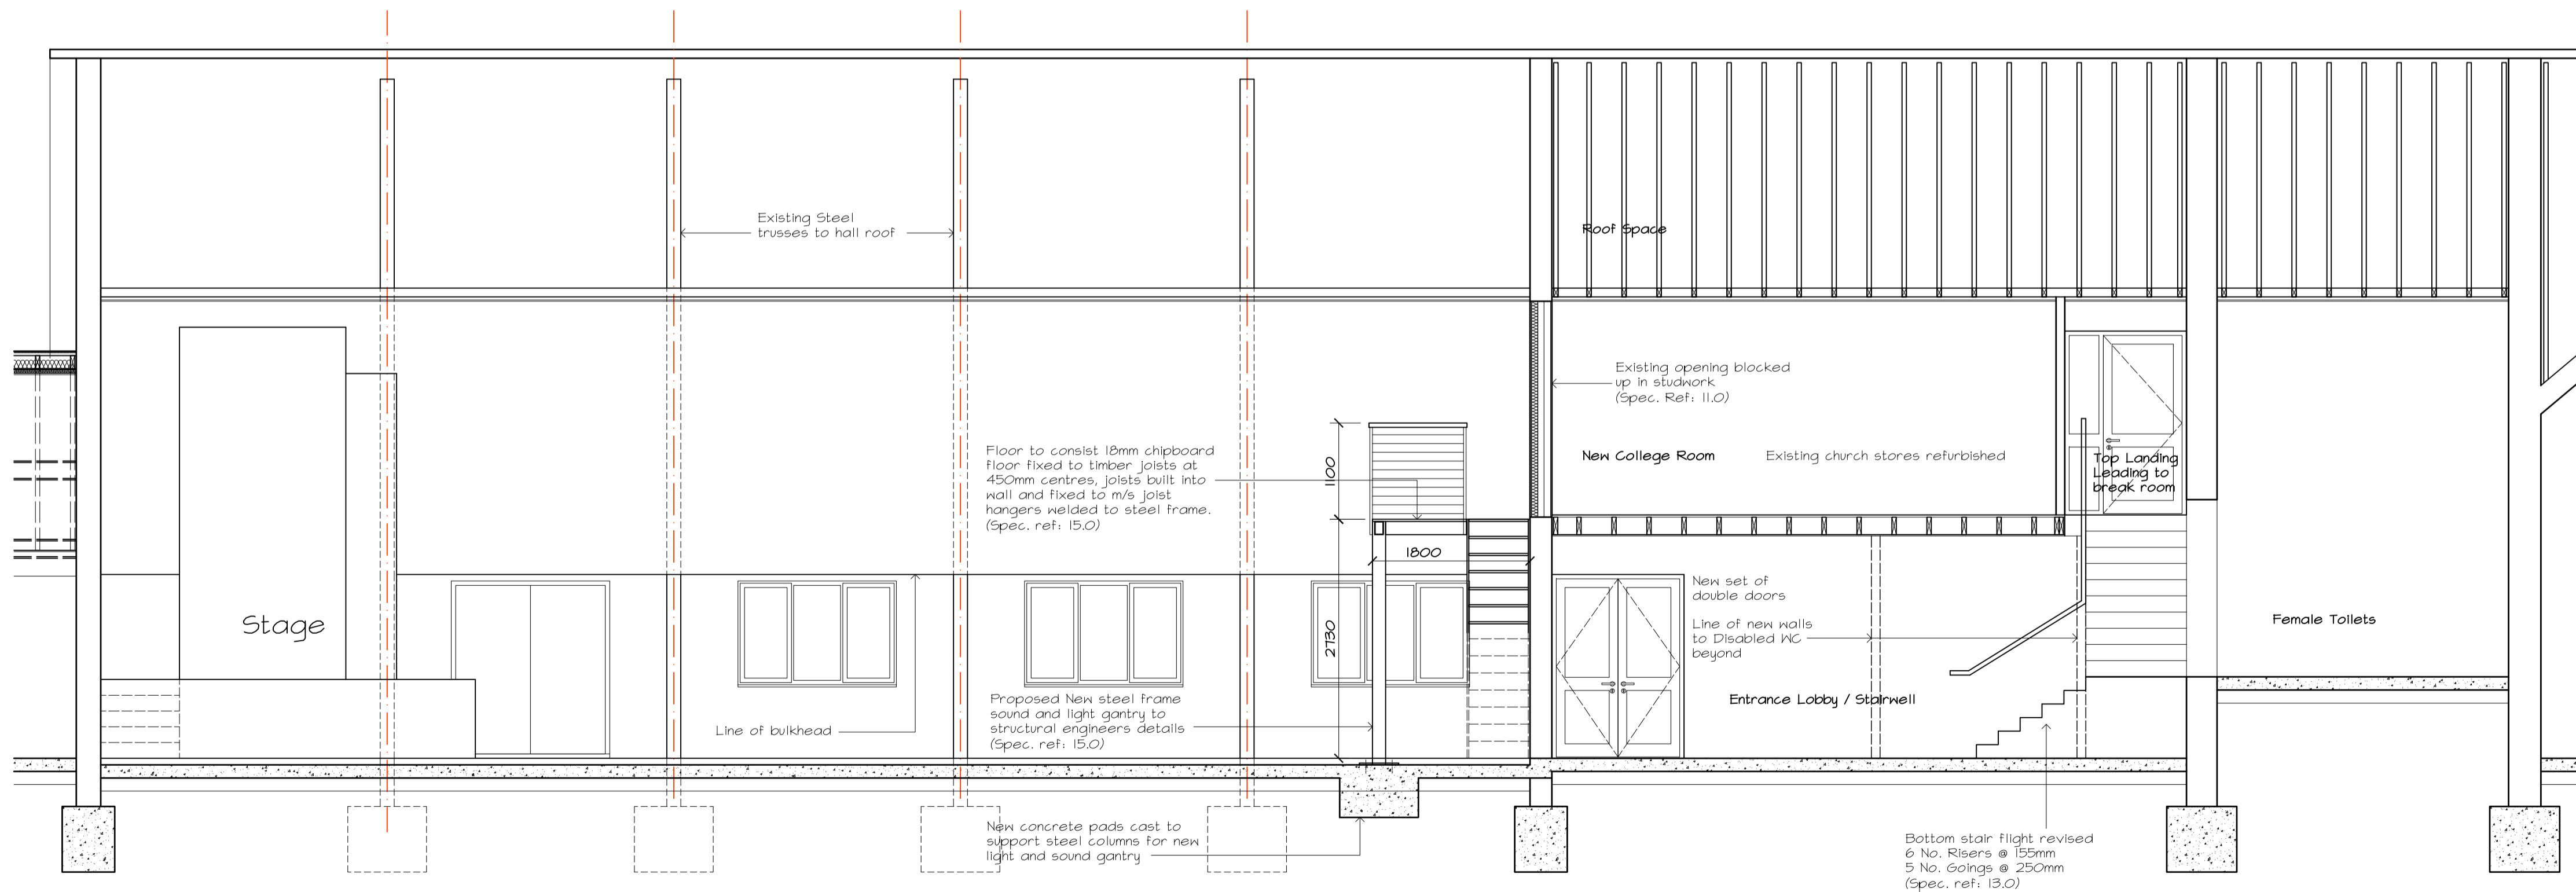 Existing Steel
trusses to hall roof
Roof Space
Existing opening blocked
up in studwork
(Spec. Ref: 11.0)
New College Room
Existing church stores refurbished
Top Landing
Leading to
break room
Floor to consist 18mm chipboard
floor fixed to timber joists at
450mm centres, joists built into
wall and fixed to m/s joist
hangers welded to steel frame.
(Spec. ref: 15.0)
1100
1800
2730
Stage
New set of
double doors
Line of new walls
to Disabled WC
beyond
Female Toilets
Entrance Lobby / Stairwell
Line of bulkhead
Proposed New steel frame
sound and light gantry to
structural engineers details
(Spec. ref: 15.0)
New concrete pads cast to
support steel columns for new
light and sound gantry
Bottom stair flight revised
6 No. Risers @ 155mm
5 No. Goings @ 250mm
(Spec. ref: 13.0)